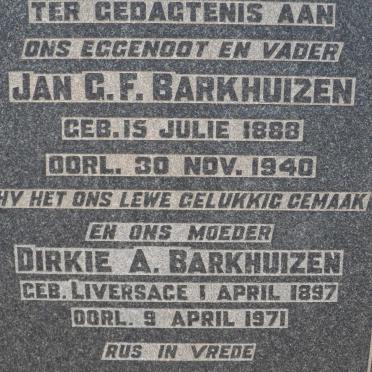 TER GEDAGTENIS AAN
ONS EGGENOOT EN VADER
JAN G. F. BARKHUIZEN
GEB. 15 JULIE 1888
OORL. 30 NOV. 1940
HY HET ONS LEWE GELUKKIG GEMAAK
EN ONS MOEDER
DIRKIE A. BARKHUIZEN
GEB. LIVERSAGE 1 APRIL 1897
OORL. 9 APRIL 1971
RUS IN VREDE